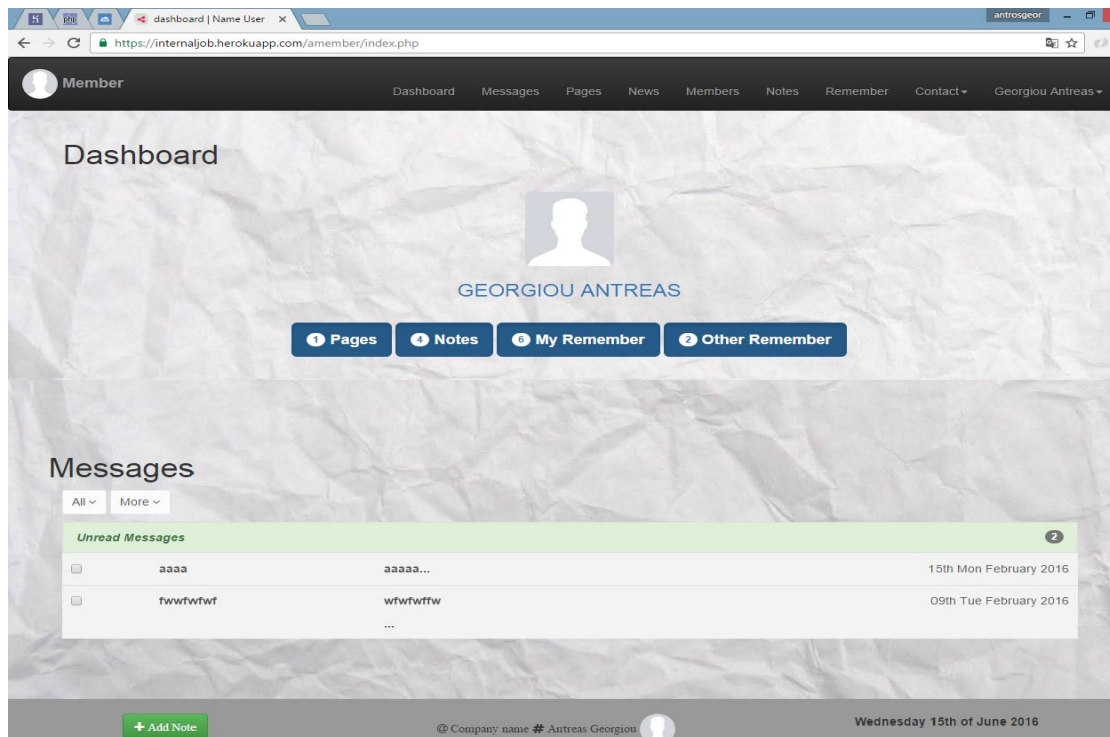 php
dashboard | Name User
antrosgeor
https://internaljob.herokuapp.com/amember/index.php
Member Dashboard Messages Pages News Members Notes Remember Contact Georgiou Antreas
Dashboard
GEORGIOU ANTREAS
1 Pages 4 Notes 6 My Remember 2 Other Remember
Messages
All More
Unread Messages 2
aaaa aaaaa... 15th Mon February 2016
fwwfwfwf wfwfwffw 09th Tue February 2016
...
+ Add Note @ Company name # Antreas Georgiou Wednesday 15th of June 2016